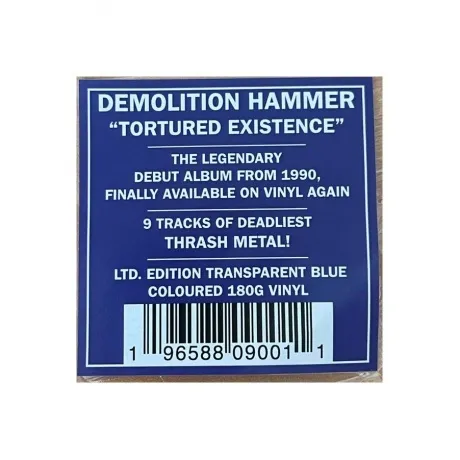 DEMOLITION HAMMER
“TORTURED EXISTENCE”
THE LEGENDARY
DEBUT ALBUM FROM 1990,
FINALLY AVAILABLE ON VINYL AGAIN
9 TRACKS OF DEADLIEST
THRASH METAL!
LTD. EDITION TRANSPARENT BLUE
COLOURED 180G VINYL
1 96588 09001 1